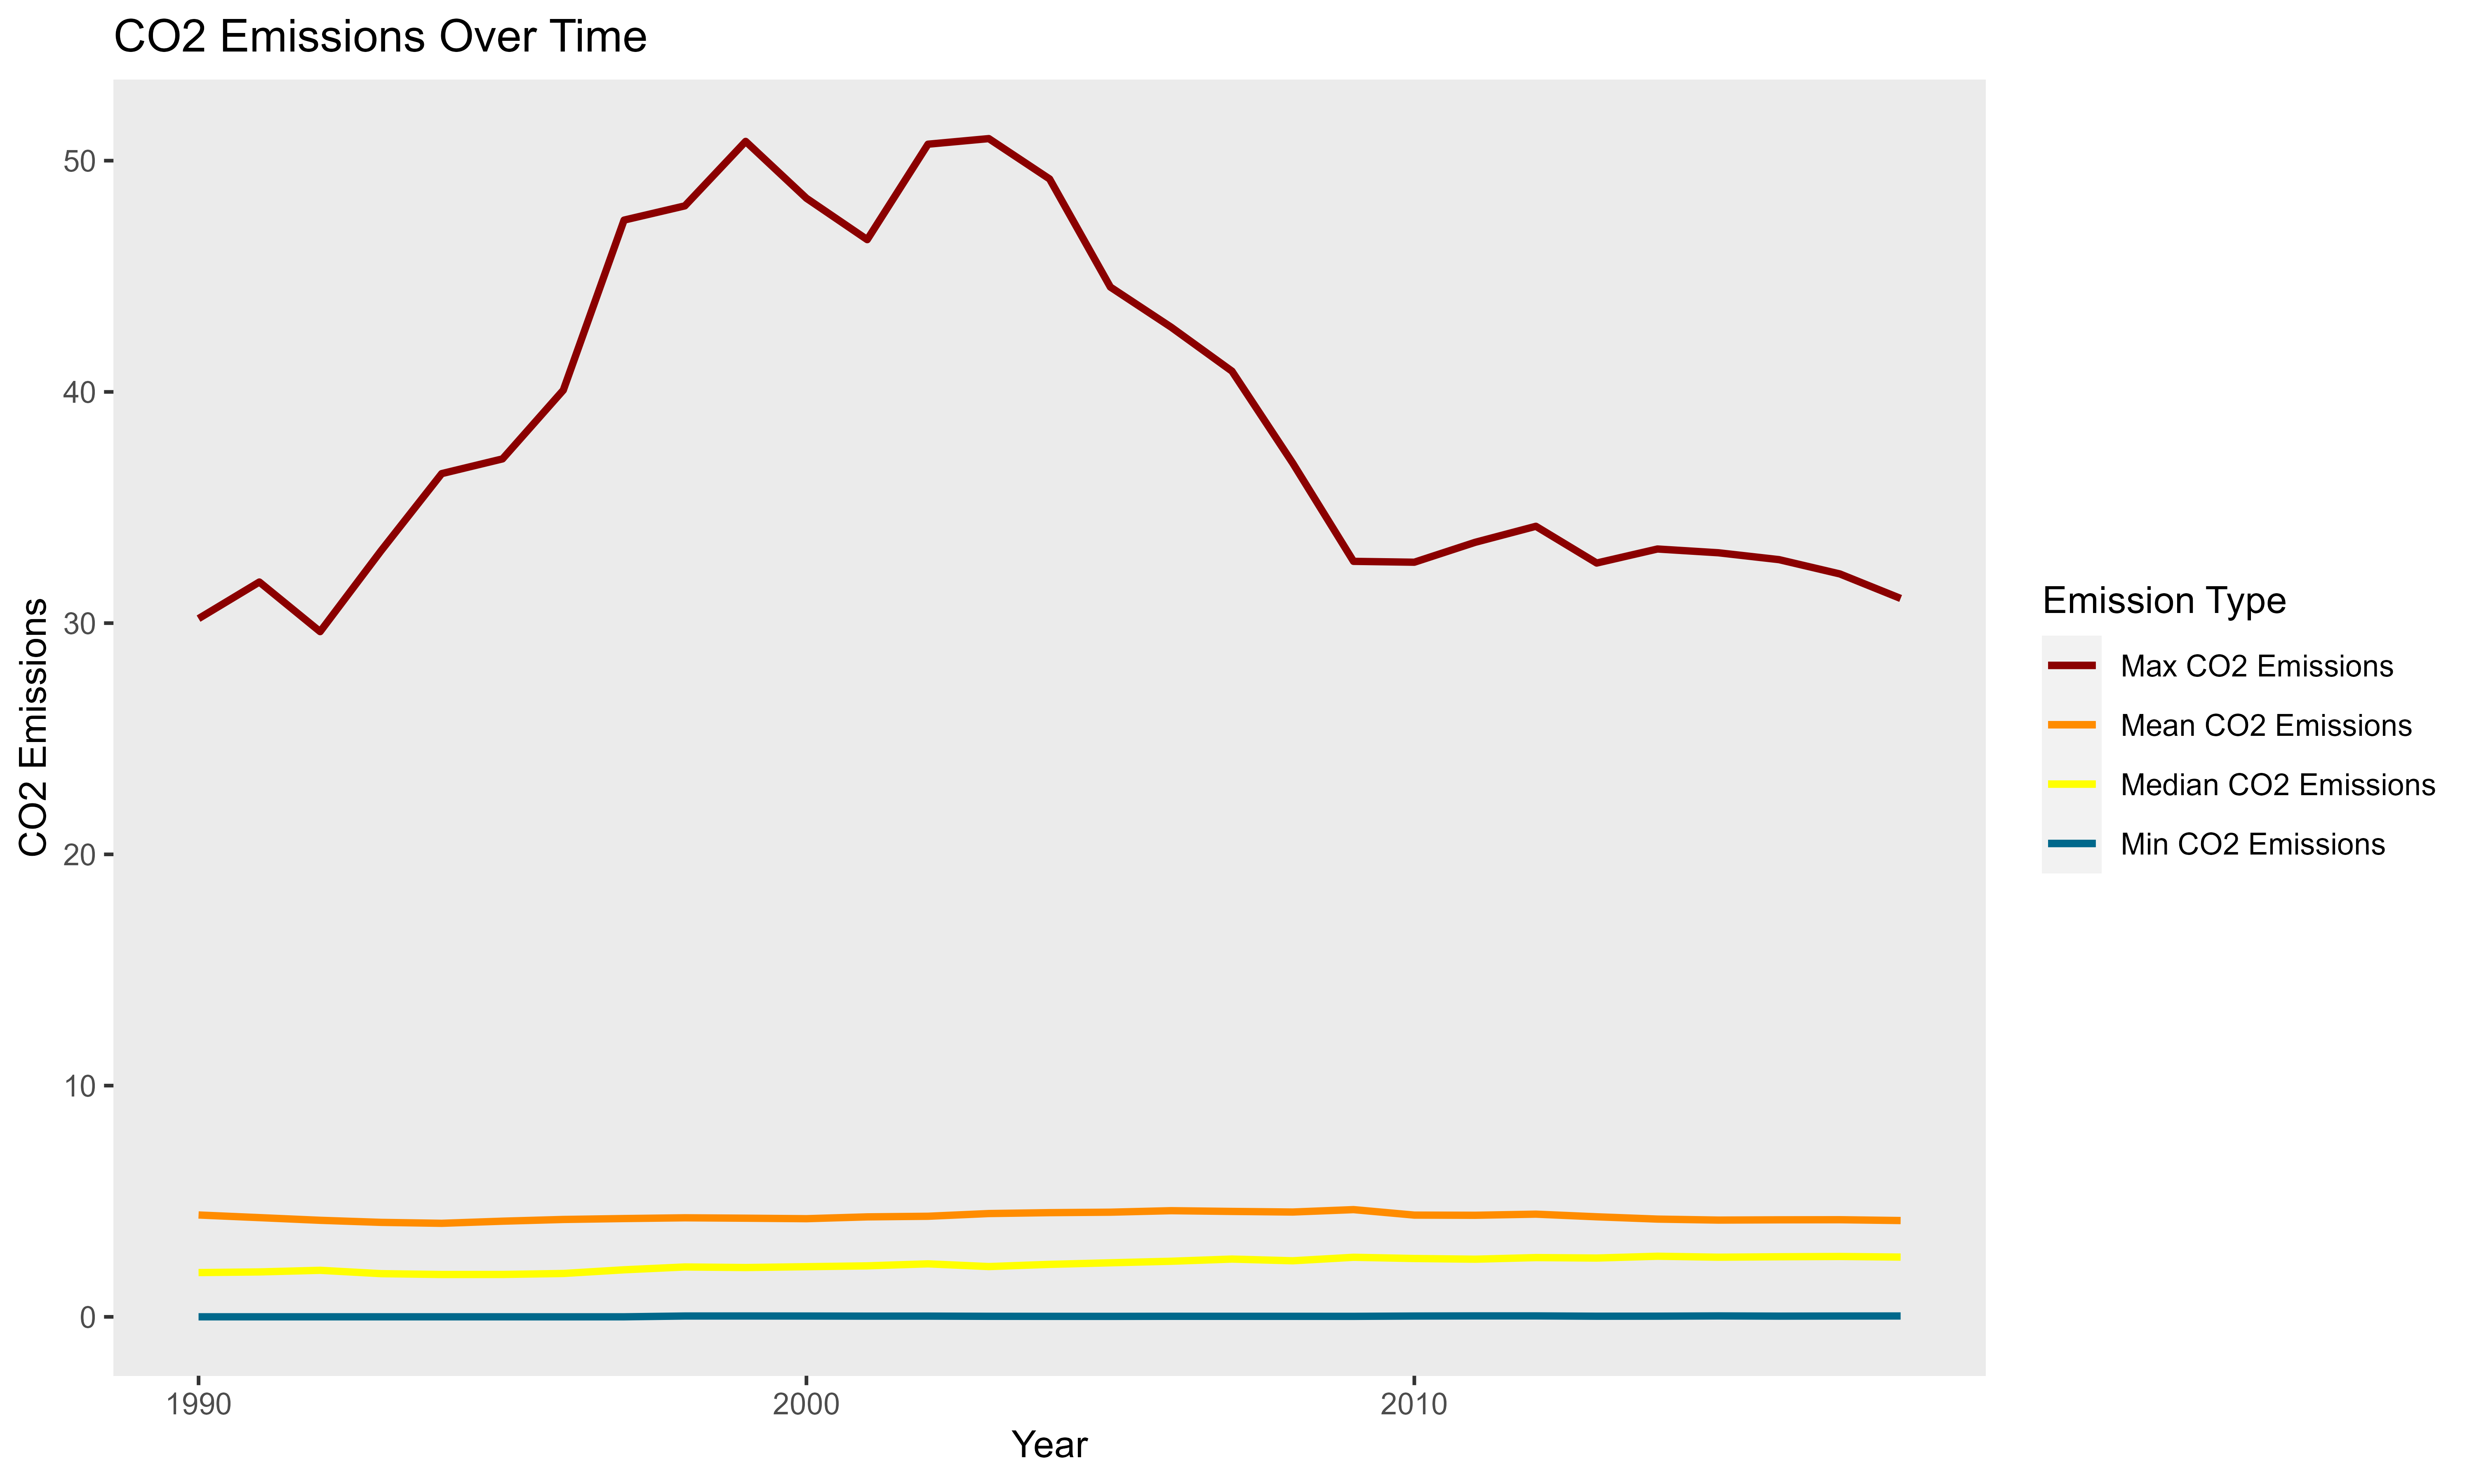 CO2 Emissions Over Time
CO2 Emissions
50
40
30
20
10
0
1990
2000
2010
Year
Emission Type
Max CO2 Emissions
Mean CO2 Emissions
Median CO2 Emissions
Min CO2 Emissions